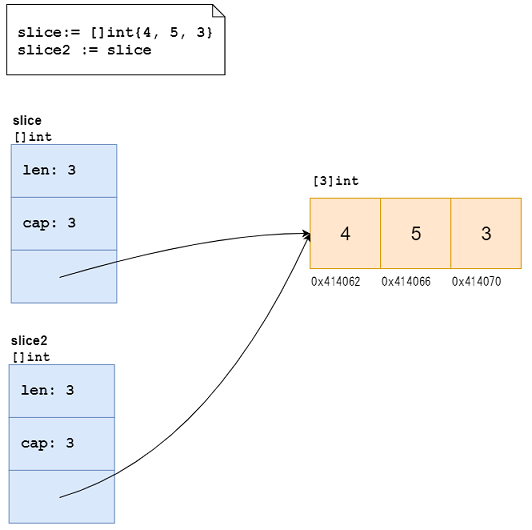 slice:= []int{4, 5, 3}
slice2 := slice
slice
[]int
len: 3
cap: 3
[3]int
4 5 3
0x414062 0x414066 0x414070
slice2
[]int
len: 3
cap: 3